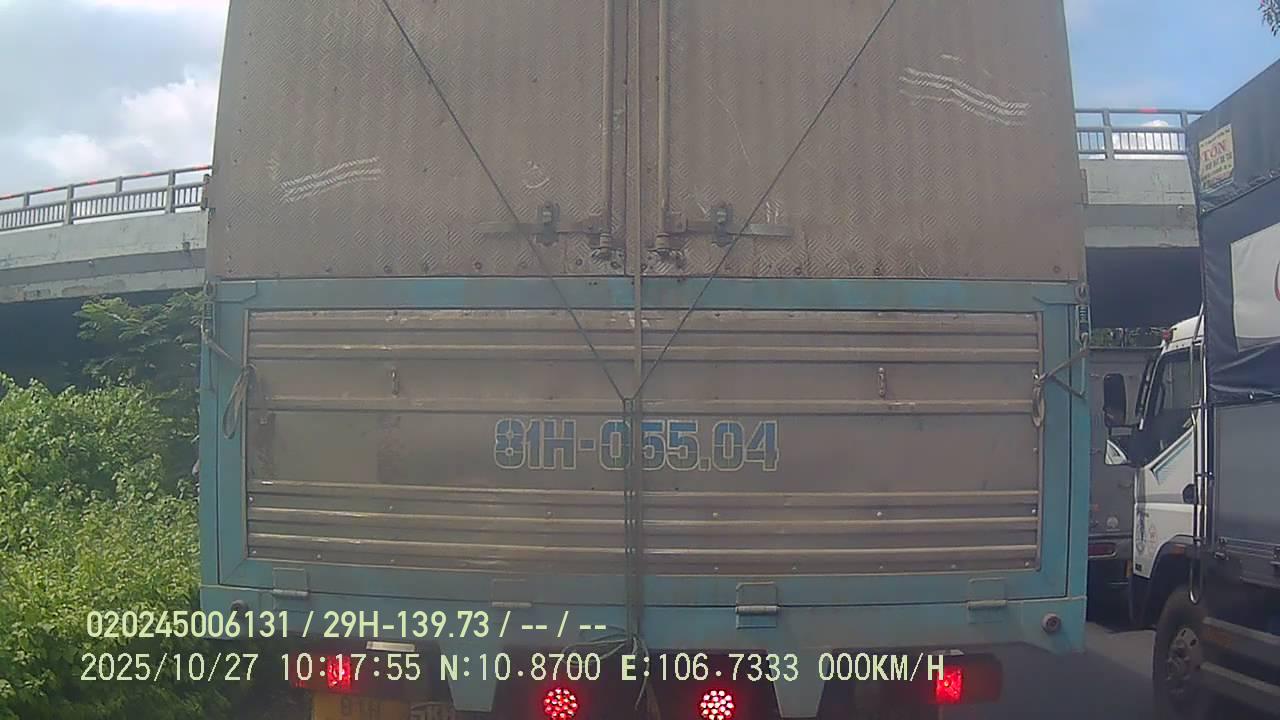 TÔN
81H-055.04
020245006131 / 29H-139.73 / -- / --
2025/10/27 10:17:55 N:10.8700 E:106.7333 000KM/H
81H